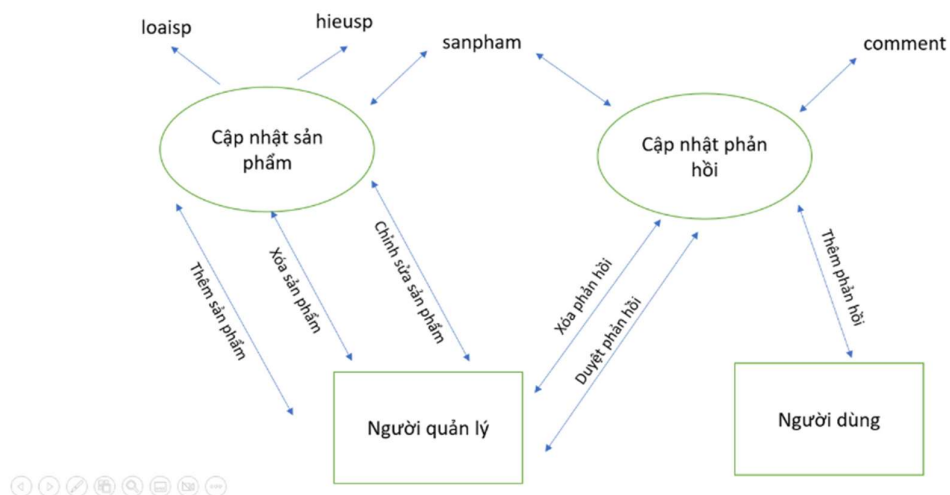 loaisp
hieusp
sanpham
comment
Cập nhật sản
phẩm
Cập nhật phản
hồi
Thêm sản phẩm
Xóa sản phẩm
Chỉnh sửa sản phẩm
Xóa phản hồi
Duyệt phản hồi
Thêm phản hồi
Người quản lý
Người dùng